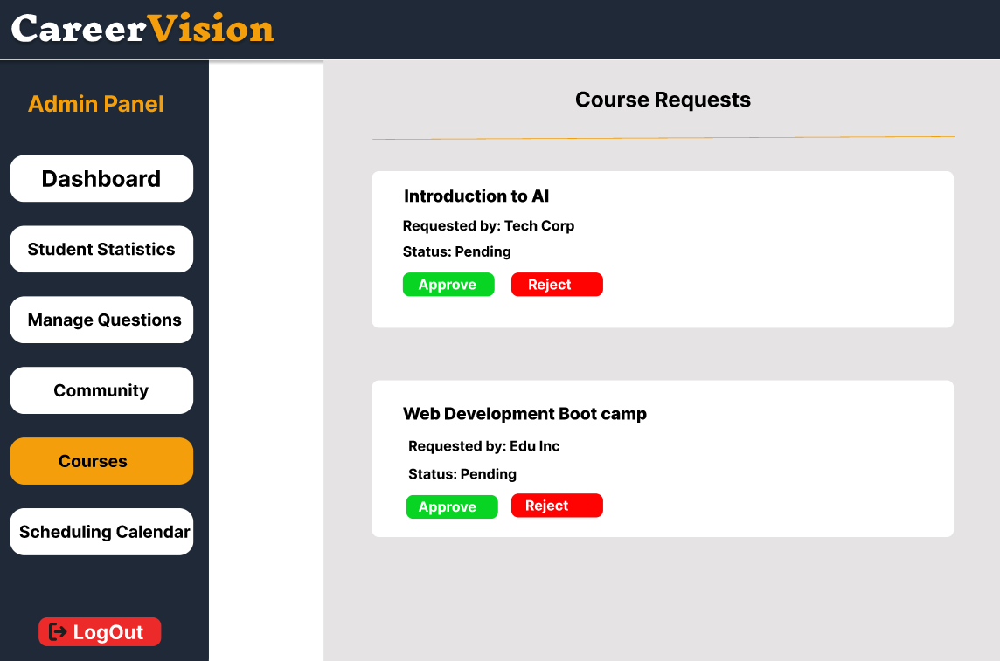 CareerVision
Admin Panel
Dashboard
Student Statistics
Manage Questions
Community
Courses
Scheduling Calendar
LogOut
Course Requests
Introduction to AI
Requested by: Tech Corp
Status: Pending
Approve Reject
Web Development Boot camp
Requested by: Edu Inc
Status: Pending
Approve Reject